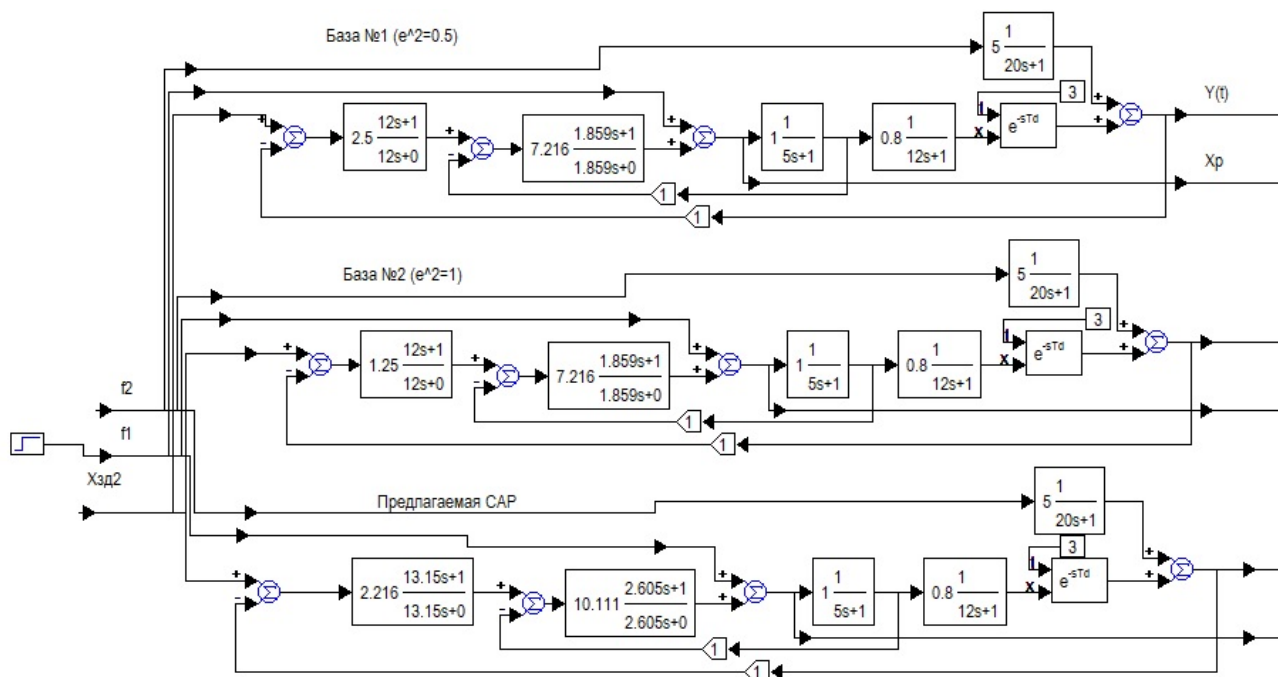 База №1 (e^2=0.5)
5 1
20s+1
3
Y(t)
+
+
+
-
2.5 12s+1
12s+0
+
-
7.216 1.859s+1
1.859s+0
+
+
1 1
5s+1
0.8 1
12s+1
x
e^-sTd
Xp
1
1
База №2 (e^2=1)
5 1
20s+1
3
+
+
+
-
1.25 12s+1
12s+0
+
-
7.216 1.859s+1
1.859s+0
+
+
1 1
5s+1
0.8 1
12s+1
x
e^-sTd
1
1
f2
f1
Xзд2
Предлагаемая САР
5 1
20s+1
3
+
+
+
-
2.216 13.15s+1
13.15s+0
+
-
10.111 2.605s+1
2.605s+0
+
+
1 1
5s+1
0.8 1
12s+1
x
e^-sTd
1
1